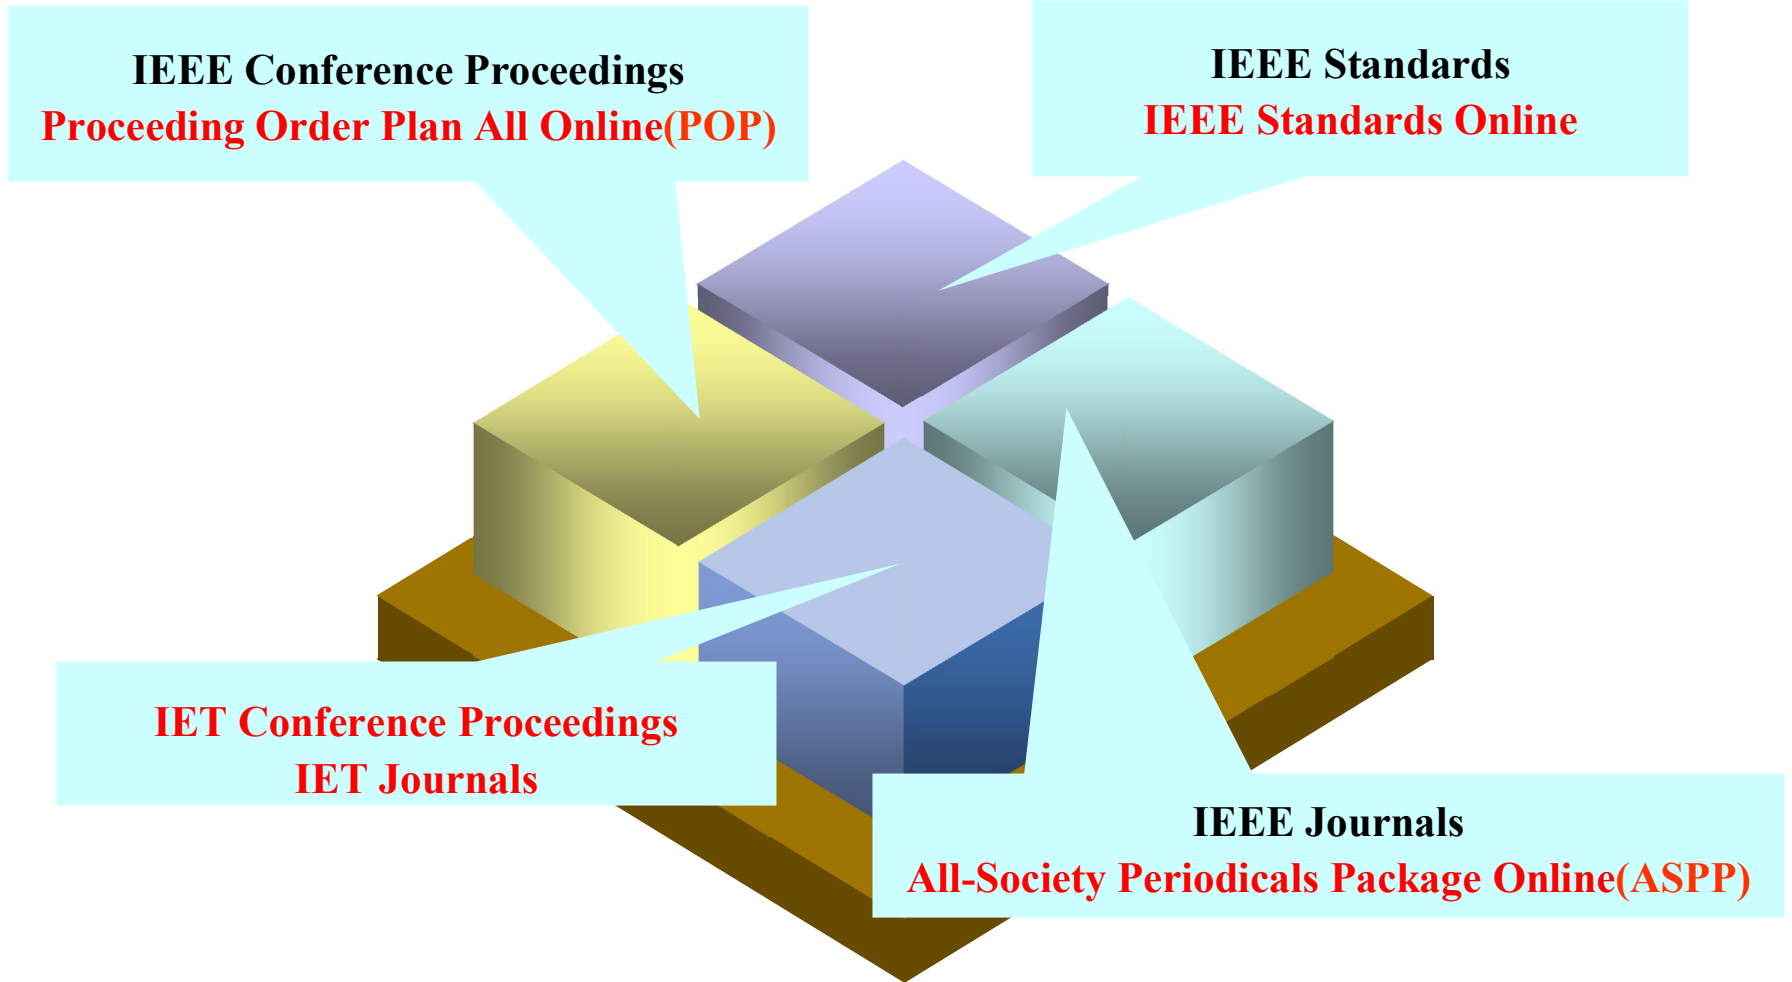 IEEE Conference Proceedings
Proceeding Order Plan All Online(POP)
IEEE Standards
IEEE Standards Online
IET Conference Proceedings
IET Journals
IEEE Journals
All-Society Periodicals Package Online(ASPP)